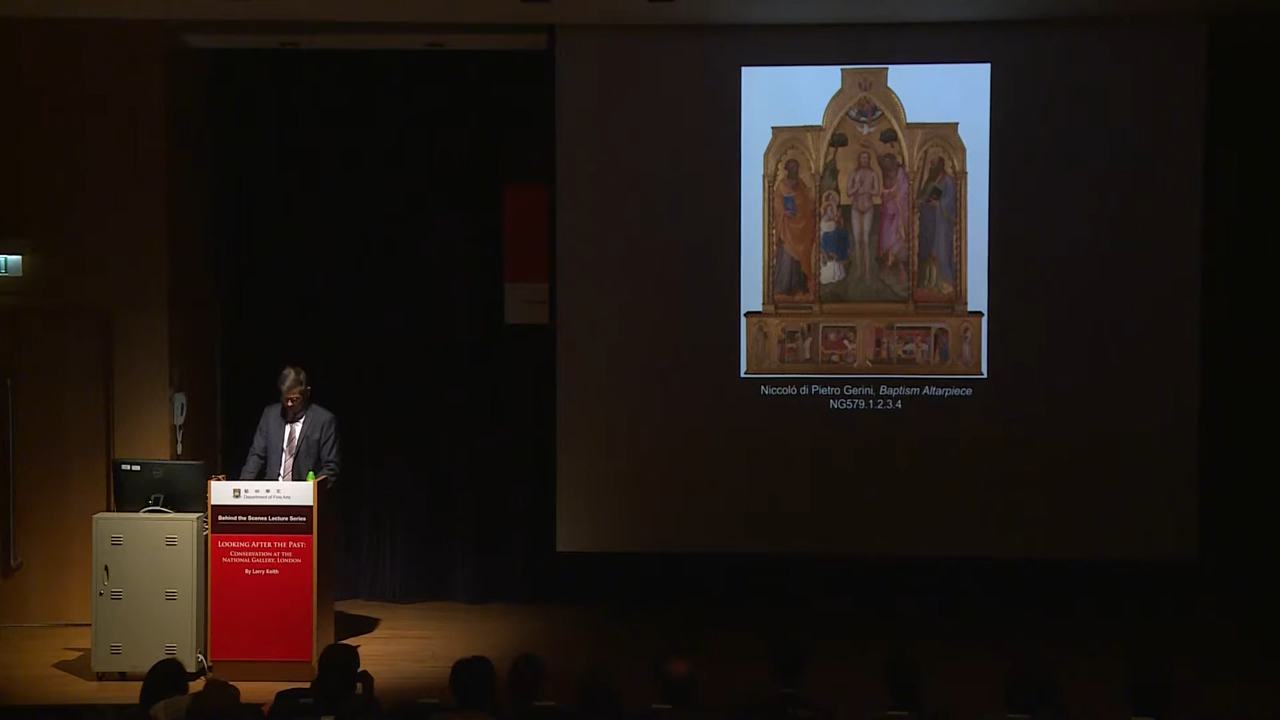 Niccoló di Pietro Gerini, Baptism Altarpiece
NG579.1.2.3.4
Department of Fine Arts
Behind the Scenes Lecture Series
LOOKING AFTER THE PAST:
CONSERVATION AT THE
NATIONAL GALLERY, LONDON
By Larry Keith